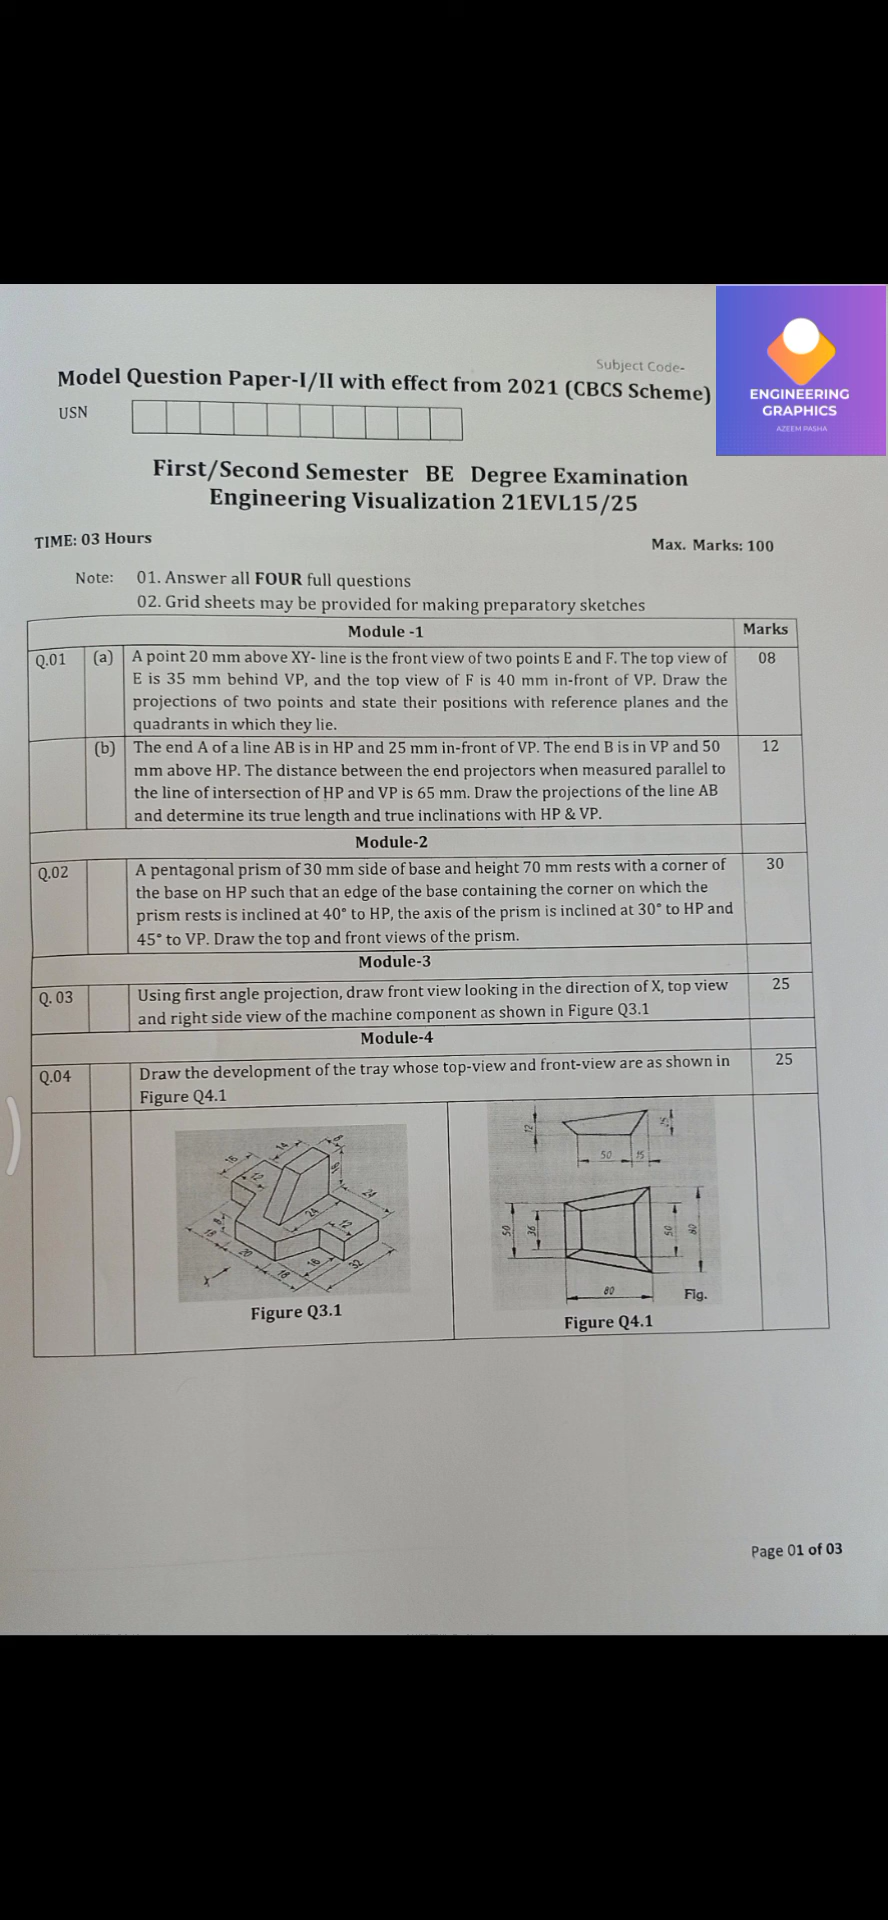 Subject Code-
Model Question Paper-I/II with effect from 2021 (CBCS Scheme)
USN
ENGINEERING
GRAPHICS
AZEEM PASHA
First/Second Semester BE Degree Examination
Engineering Visualization 21EVL15/25
TIME: 03 Hours
Max. Marks: 100
Note: 01. Answer all FOUR full questions
02. Grid sheets may be provided for making preparatory sketches
Module -1 Marks
Q.01 (a) A point 20 mm above XY- line is the front view of two points E and F. The top view of 08
E is 35 mm behind VP, and the top view of F is 40 mm in-front of VP. Draw the
projections of two points and state their positions with reference planes and the
quadrants in which they lie.
(b) The end A of a line AB is in HP and 25 mm in-front of VP. The end B is in VP and 50 12
mm above HP. The distance between the end projectors when measured parallel to
the line of intersection of HP and VP is 65 mm. Draw the projections of the line AB
and determine its true length and true inclinations with HP & VP.
Module-2
Q.02 A pentagonal prism of 30 mm side of base and height 70 mm rests with a corner of 30
the base on HP such that an edge of the base containing the corner on which the
prism rests is inclined at 40° to HP, the axis of the prism is inclined at 30° to HP and
45° to VP. Draw the top and front views of the prism.
Module-3
Q. 03 Using first angle projection, draw front view looking in the direction of X, top view 25
and right side view of the machine component as shown in Figure Q3.1
Module-4
Q.04 Draw the development of the tray whose top-view and front-view are as shown in 25
Figure Q4.1
16
12
14
8
24
24
12
8
18
20
18
16
32
X
Figure Q3.1
12
50
15
50
36
50
80
80
Fig.
Figure Q4.1
Page 01 of 03